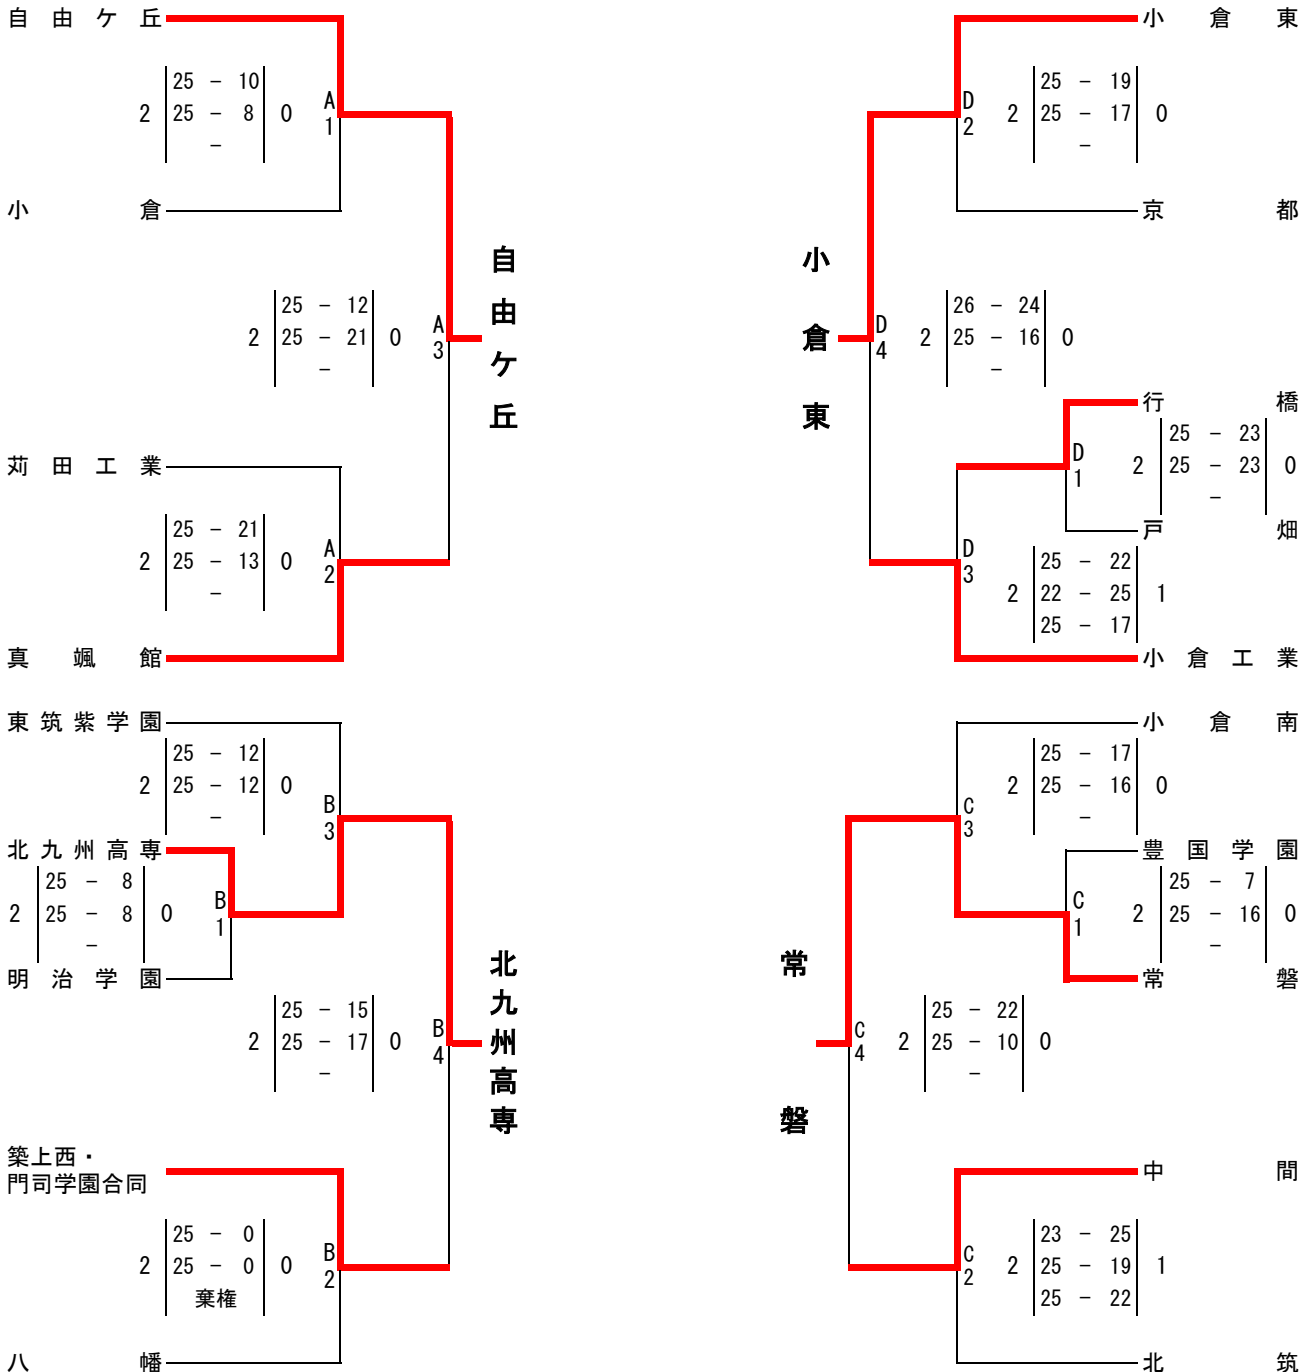 自由ケ丘
25 - 10
2 25 - 8 0
-
A
1
小倉
25 - 12
2 25 - 21 0
-
A
3
自由ケ丘
苅田工業
25 - 21
2 25 - 13 0
-
A
2
真颯館
東筑紫学園
25 - 12
2 25 - 12 0
-
B
3
北九州高専
25 - 8
2 25 - 8 0
-
B
1
明治学園
25 - 15
2 25 - 17 0
-
B
4
北九州高専
築上西・
門司学園合同
25 - 0
2 25 - 0 0
棄権
B
2
八幡
小倉東
D
2
25 - 19
2 25 - 17 0
-
京都
小倉東
D
4
26 - 24
2 25 - 16 0
-
行橋
D
1
25 - 23
2 25 - 23 0
-
戸畑
D
3
25 - 22
2 22 - 25 1
25 - 17
小倉工業
小倉南
C
3
25 - 17
2 25 - 16 0
-
豊国学園
C
1
25 - 7
2 25 - 16 0
-
常磐
常磐
C
4
25 - 22
2 25 - 10 0
-
中間
C
2
23 - 25
2 25 - 19 1
25 - 22
北筑